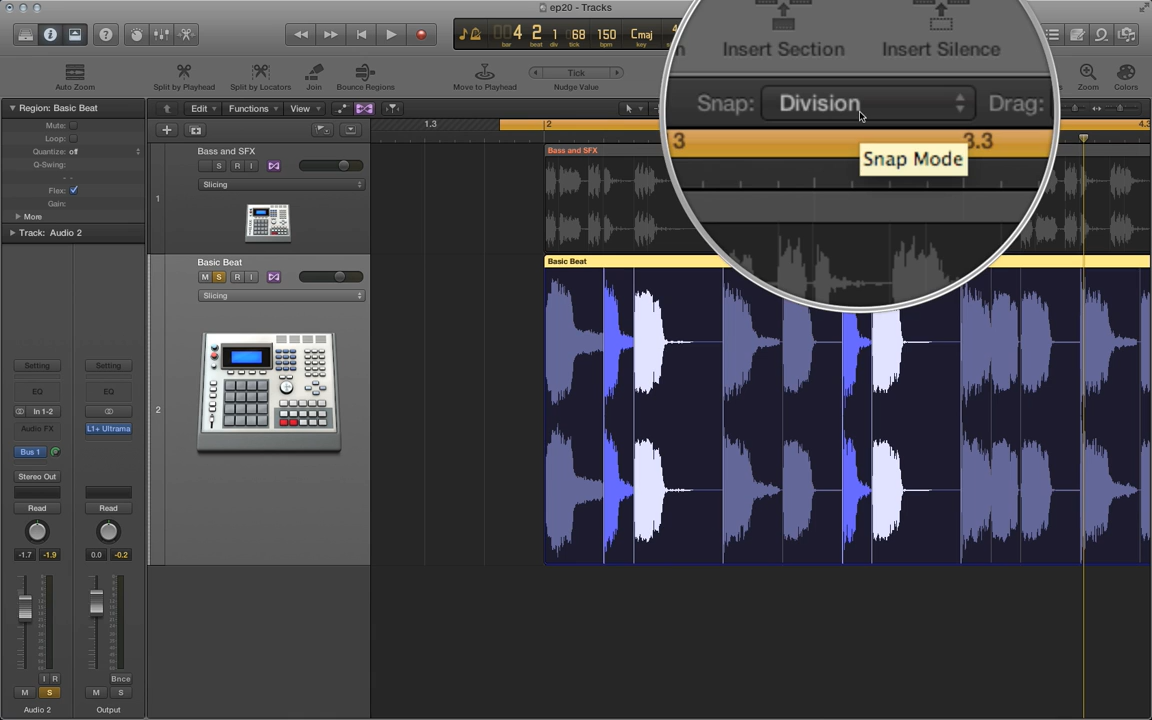 ep20 - Tracks
4 2 1 68 150 Cmaj
bar beat div tick bpm key
Insert Section Insert Silence
Auto Zoom Split by Playhead Split by Locators Join Bounce Regions Move to Playhead Tick Nudge Value Zoom Colors
Snap: Division Drag:
Snap Mode
Region: Basic Beat
Edit Functions View
Mute:
Loop:
Quantize: off
Q-Swing:
Flex:
Gain:
More
Track: Audio 2
1.3 2 3 3.3 4.3
1
Bass and SFX
S R I
Slicing
Bass and SFX
2
Basic Beat
M S R I
Slicing
Basic Beat
Setting Setting
EQ EQ
In 1-2
Audio FX L1+ Ultrama
Bus 1
Stereo Out
Read Read
-1.7 -1.9 0.0 -0.2
I R Bnce
M S M S
Audio 2 Output